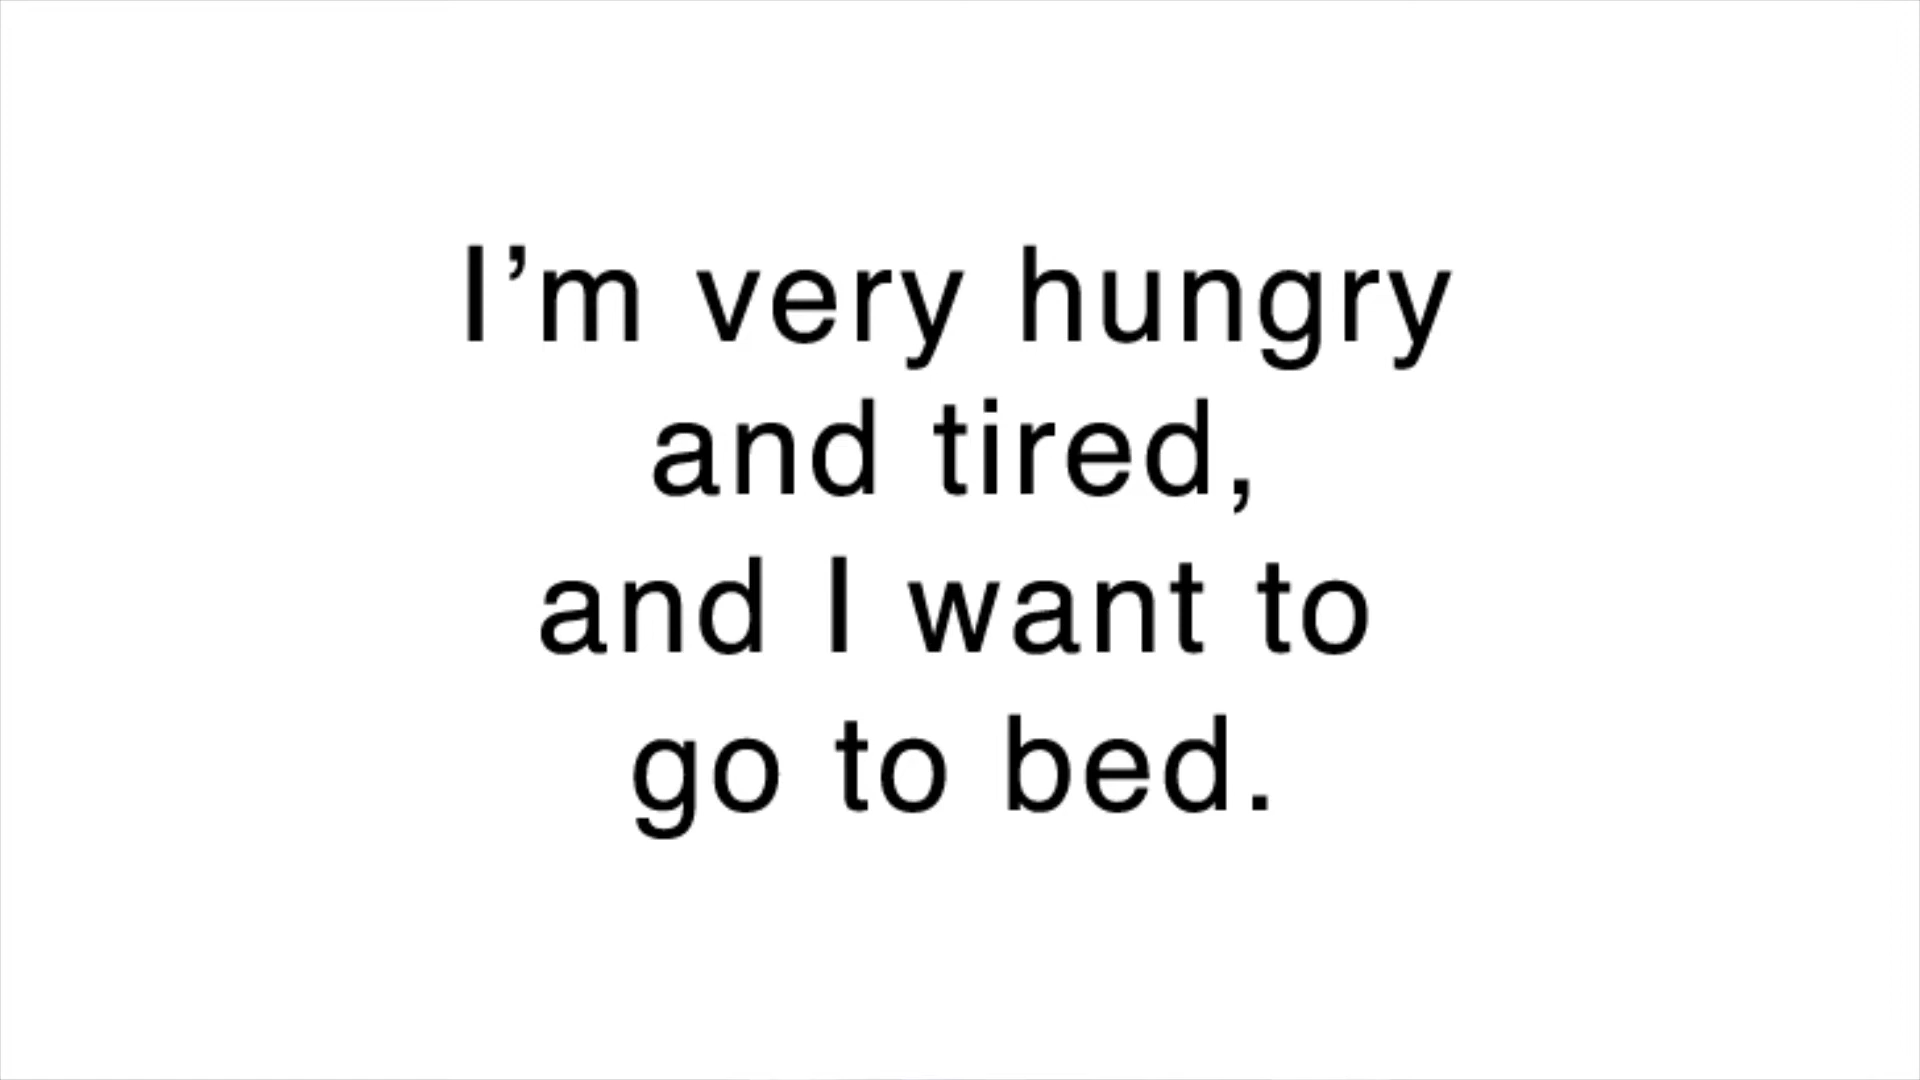 I’m very hungry
and tired,
and I want to
go to bed.